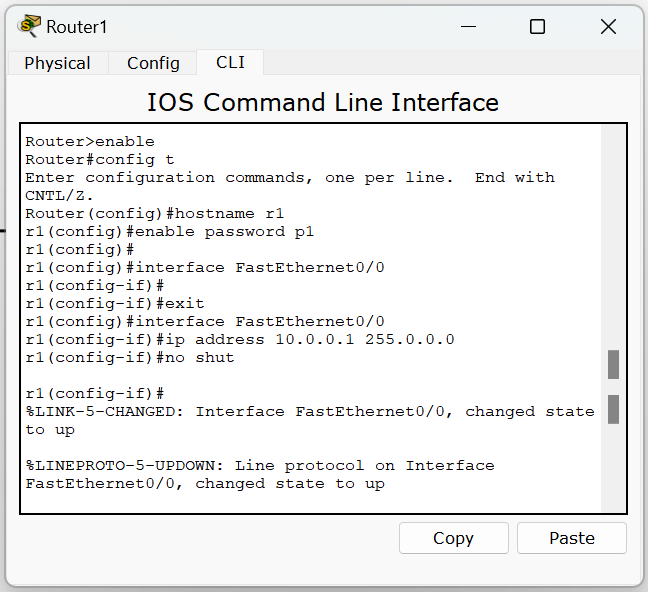 Router1
Physical Config CLI
IOS Command Line Interface
Router>enable
Router#config t
Enter configuration commands, one per line.  End with
CNTL/Z.
Router(config)#hostname r1
r1(config)#enable password p1
r1(config)#
r1(config)#interface FastEthernet0/0
r1(config-if)#
r1(config-if)#exit
r1(config)#interface FastEthernet0/0
r1(config-if)#ip address 10.0.0.1 255.0.0.0
r1(config-if)#no shut
r1(config-if)#
%LINK-5-CHANGED: Interface FastEthernet0/0, changed state
to up
%LINEPROTO-5-UPDOWN: Line protocol on Interface
FastEthernet0/0, changed state to up
Copy Paste